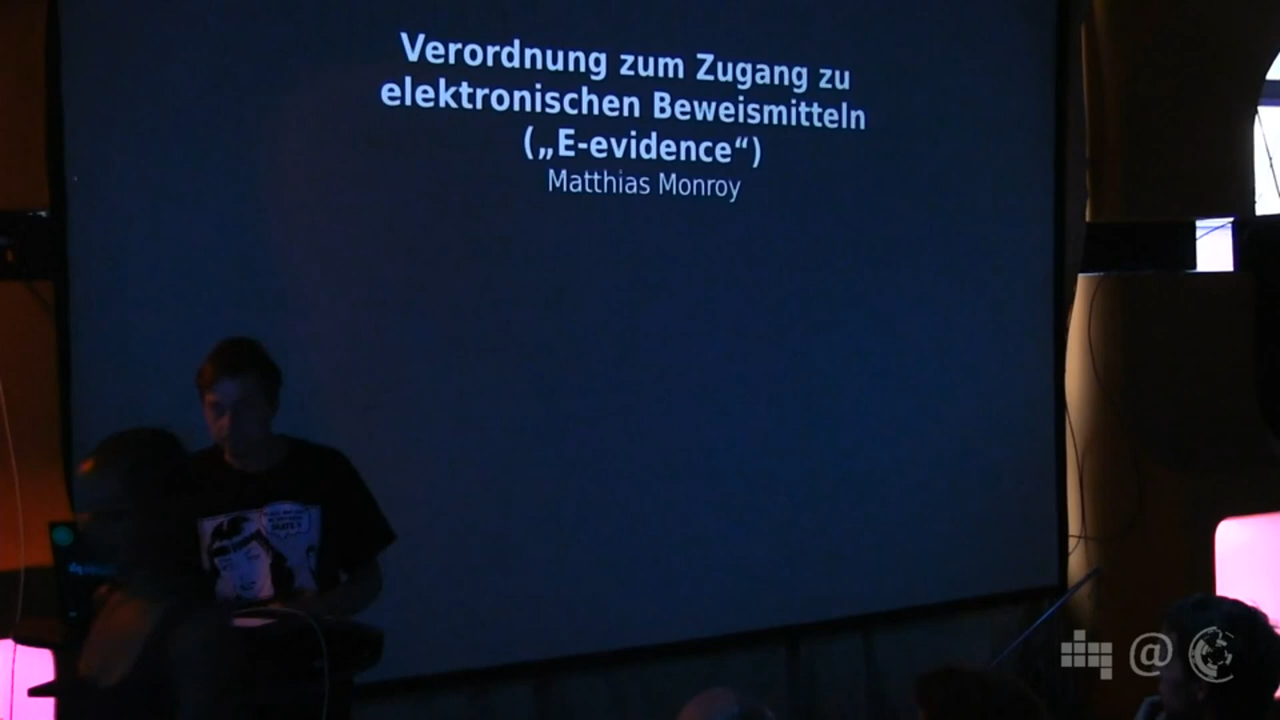 Verordnung zum Zugang zu
elektronischen Beweismitteln
(„E-evidence“)
Matthias Monroy
@